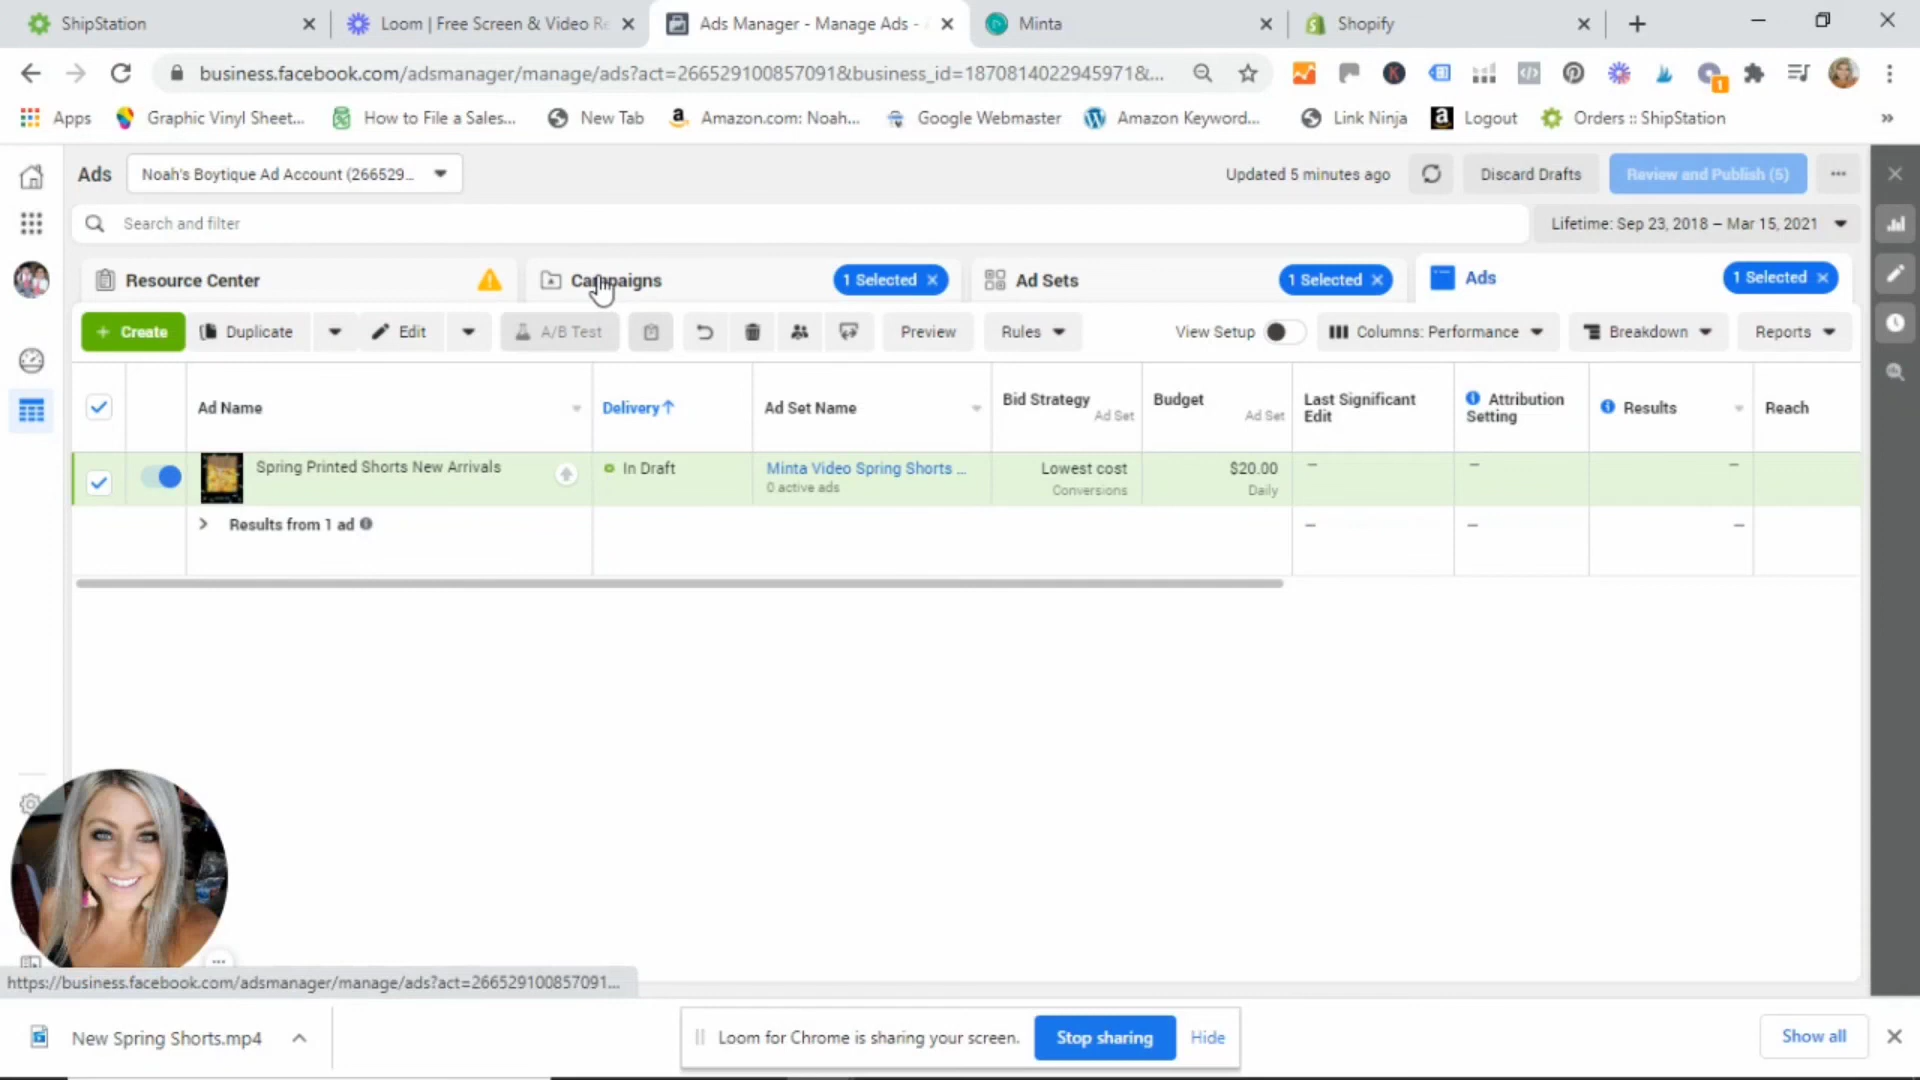 ShipStation
Loom | Free Screen & Video Re
Ads Manager - Manage Ads -
Minta
Shopify
business.facebook.com/adsmanager/manage/ads?act=266529100857091&business_id=187081402294597​1&...
1
Apps
Graphic Vinyl Sheet...
How to File a Sales...
New Tab
Amazon.com: Noah...
Google Webmaster
Amazon Keyword...
Link Ninja
Logout
Orders :: ShipStation
»
Ads
Noah's Boytique Ad Account (266529...
Updated 5 minutes ago
Discard Drafts
Review and Publish (5)
Search and filter
Lifetime: Sep 23, 2018 – Mar 15, 2021
Resource Center
Campaigns
1 Selected
Ad Sets
1 Selected
Ads
1 Selected
+ Create
Duplicate
Edit
A/B Test
Preview
Rules
View Setup
Columns: Performance
Breakdown
Reports
Ad Name
Delivery↑
Ad Set Name
Bid Strategy
Ad Set
Budget
Ad Set
Last Significant
Edit
Attribution
Setting
Results
Reach
Spring Printed Shorts New Arrivals
In Draft
Minta Video Spring Shorts ...
0 active ads
Lowest cost
Conversions
$20.00
Daily
–
–
–
Results from 1 ad
–
–
–
https://business.facebook.com/adsmanager/manage/ads?act=266529100857091...
New Spring Shorts.mp4
Loom for Chrome is sharing your screen.
Stop sharing
Hide
Show all